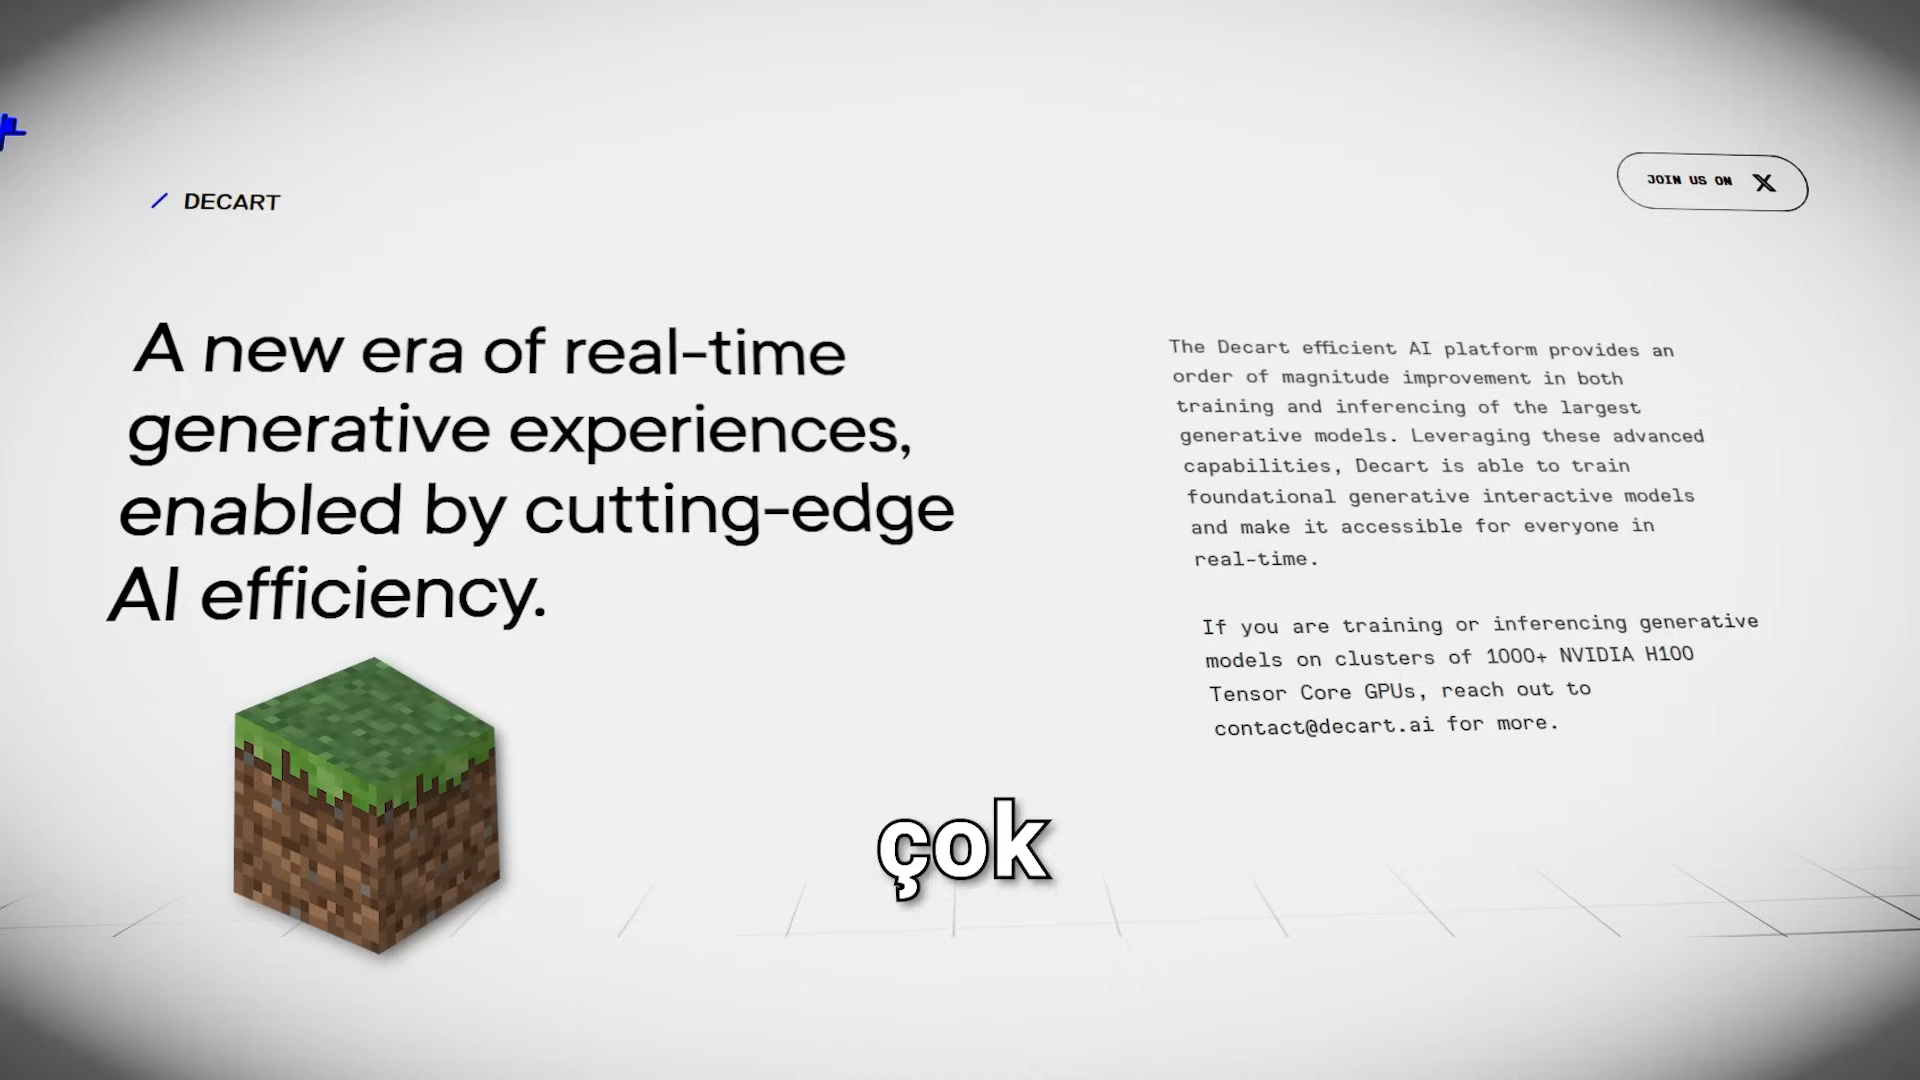 DECART
JOIN US ON X
A new era of real-time
generative experiences,
enabled by cutting-edge
AI efficiency.
The Decart efficient AI platform provides an
order of magnitude improvement in both
training and inferencing of the largest
generative models. Leveraging these advanced
capabilities, Decart is able to train
foundational generative interactive models
and make it accessible for everyone in
real-time.
If you are training or inferencing generative
models on clusters of 1000+ NVIDIA H100
Tensor Core GPUs, reach out to
contact@decart.ai for more.
çok